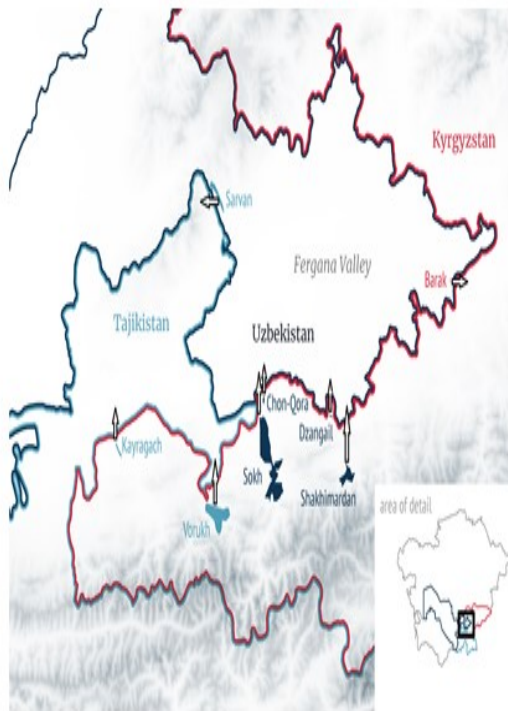 Kyrgyzstan
Sarvan
Fergana Valley
Barak
Tajikistan
Uzbekistan
Chon-Qora
Dzangail
Kayragach
Sokh
Shakhimardan
Vorukh
area of detail